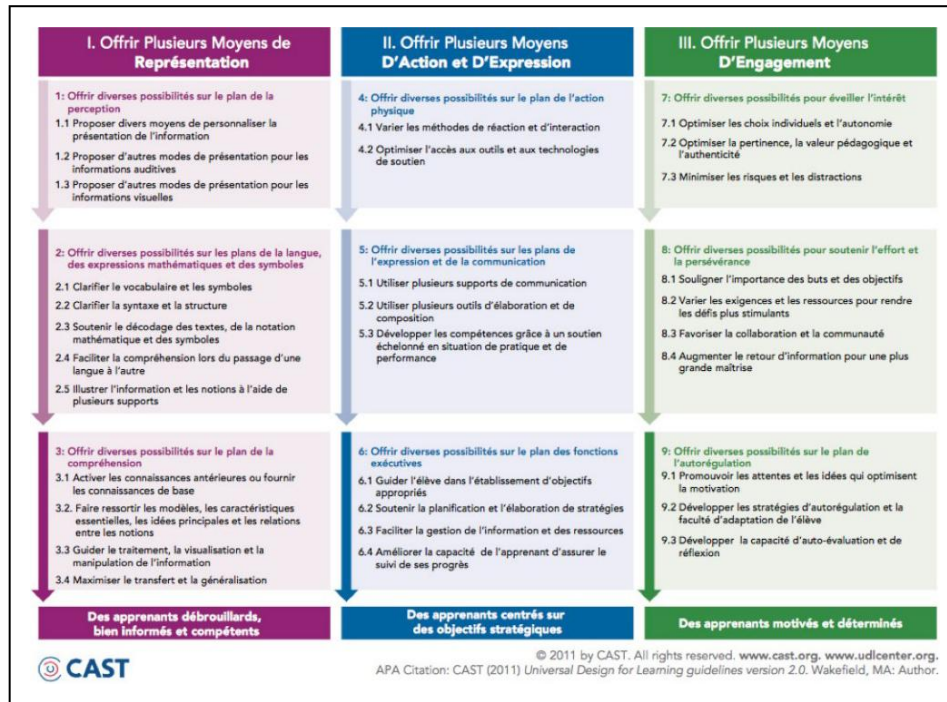 I. Offrir Plusieurs Moyens de
Représentation
1: Offrir diverses possibilités sur le plan de la
perception
1.1 Proposer divers moyens de personnaliser la
présentation de l'information
1.2 Proposer d'autres modes de présentation pour les
informations auditives
1.3 Proposer d'autres modes de présentation pour les
informations visuelles
2: Offrir diverses possibilités sur les plans de la langue,
des expressions mathématiques et des symboles
2.1 Clarifier le vocabulaire et les symboles
2.2 Clarifier la syntaxe et la structure
2.3 Soutenir le décodage des textes, de la notation
mathématique et des symboles
2.4 Faciliter la compréhension lors du passage d'une
langue à l'autre
2.5 Illustrer l'information et les notions à l'aide de
plusieurs supports
3: Offrir diverses possibilités sur le plan de la
compréhension
3.1 Activer les connaissances antérieures ou fournir
les connaissances de base
3.2. Faire ressortir les modèles, les caractéristiques
essentielles, les idées principales et les relations
entre les notions
3.3 Guider le traitement, la visualisation et la
manipulation de l'information
3.4 Maximiser le transfert et la généralisation
Des apprenants débrouillards,
bien informés et compétents
II. Offrir Plusieurs Moyens
D'Action et D'Expression
4: Offrir diverses possibilités sur le plan de l'action
physique
4.1 Varier les méthodes de réaction et d'interaction
4.2 Optimiser l'accès aux outils et aux technologies
de soutien
5: Offrir diverses possibilités sur les plans de
l'expression et de la communication
5.1 Utiliser plusieurs supports de communication
5.2 Utiliser plusieurs outils d'élaboration et de
composition
5.3 Développer les compétences grâce à un soutien
échelonné en situation de pratique et de
performance
6: Offrir diverses possibilités sur le plan des fonctions
exécutives
6.1 Guider l'élève dans l'établissement d'objectifs
appropriés
6.2 Soutenir la planification et l'élaboration de stratégies
6.3 Faciliter la gestion de l'information et des ressources
6.4 Améliorer la capacité de l'apprenant d'assurer le
suivi de ses progrès
Des apprenants centrés sur
des objectifs stratégiques
III. Offrir Plusieurs Moyens
D'Engagement
7: Offrir diverses possibilités pour éveiller l'intérêt
7.1 Optimiser les choix individuels et l'autonomie
7.2 Optimiser la pertinence, la valeur pédagogique et
l'authenticité
7.3 Minimiser les risques et les distractions
8: Offrir diverses possibilités pour soutenir l'effort et
la persévérance
8.1 Souligner l'importance des buts et des objectifs
8.2 Varier les exigences et les ressources pour rendre
les défis plus stimulants
8.3 Favoriser la collaboration et la communauté
8.4 Augmenter le retour d'information pour une plus
grande maîtrise
9: Offrir diverses possibilités sur le plan de
l'autorégulation
9.1 Promouvoir les attentes et les idées qui optimisent
la motivation
9.2 Développer les stratégies d'autorégulation et la
faculté d'adaptation de l'élève
9.3 Développer la capacité d'auto-évaluation et de
réflexion
Des apprenants motivés et déterminés
CAST
© 2011 by CAST. All rights reserved. www.cast.org. www.udlcenter.org.
APA Citation: CAST (2011) Universal Design for Learning guidelines version 2.0. Wakefield, MA: Author.